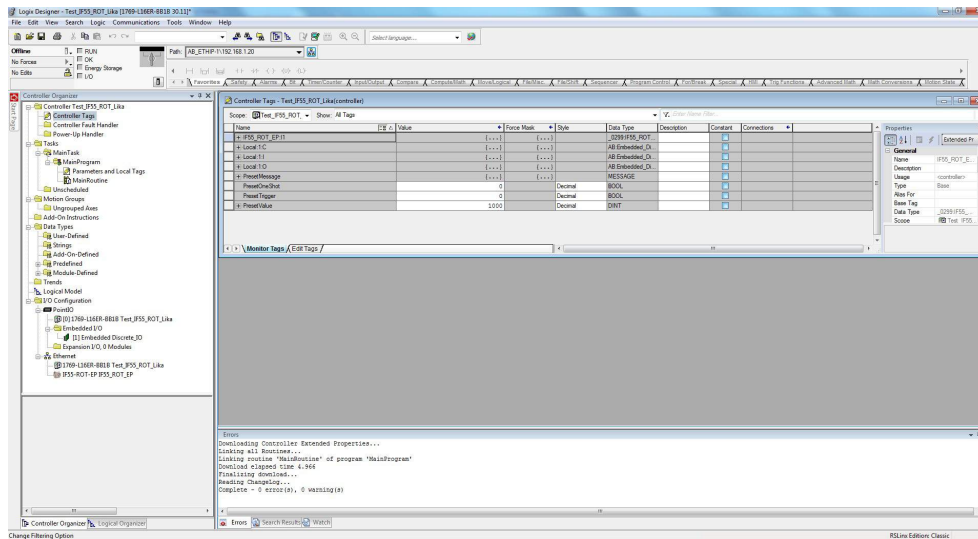 Logix Designer - Test_IF55_ROT_Lika [1769-L16ER-BB1B 30.11]*
File Edit View Search Logic Communications Tools Window Help
Select language...
Offline
RUN
OK
Energy Storage
I/O
No Forces
No Edits
Path: AB_ETHIP-1\192.168.1.20
Favorites Safety Alarms Bit Timer/Counter Input/Output Compare Compute/Math Move/Logical File/Misc. File/Shift Sequencer Program Control For/Break Special HMI Trig Functions Advanced Math Math Conversions Motion State
Start Page
Controller Organizer
Controller Test_IF55_ROT_Lika
Controller Tags
Controller Fault Handler
Power-Up Handler
Tasks
MainTask
MainProgram
Parameters and Local Tags
MainRoutine
Unscheduled
Motion Groups
Ungrouped Axes
Add-On Instructions
Data Types
User-Defined
Strings
Add-On-Defined
Predefined
Module-Defined
Trends
Logical Model
I/O Configuration
PointIO
[0] 1769-L16ER-BB1B Test_IF55_ROT_Lika
Embedded I/O
[1] Embedded Discrete_IO
Expansion I/O, 0 Modules
Ethernet
1769-L16ER-BB1B Test_IF55_ROT_Lika
IF55-ROT-EP IF55_ROT_EP
Controller Organizer Logical Organizer
Controller Tags - Test_IF55_ROT_Lika(controller)
Scope: Test_IF55_ROT_ Show: All Tags Enter Name Filter...
Name Value Force Mask Style Data Type Description Constant Connections
+ IF55_ROT_EP:I1 {...} {...} _0299:IF55_ROT...
+ Local:1:C {...} {...} AB:Embedded_Di...
+ Local:1:I {...} {...} AB:Embedded_Di...
+ Local:1:O {...} {...} AB:Embedded_Di...
+ PresetMessage {...} {...} MESSAGE
PresetOneShot 0 Decimal BOOL
PresetTrigger 0 Decimal BOOL
+ PresetValue 1000 Decimal DINT
Monitor Tags Edit Tags
Properties
Extended Pr
General
Name IF55_ROT_E...
Description
Usage <controller>
Type Base
Alias For
Base Tag
Data Type _0299:IF55_...
Scope Test_IF55...
Errors
Downloading Controller Extended Properties...
Linking all Routines...
Linking routine 'MainRoutine' of program 'MainProgram'
Download elapsed time 4.966
Finalizing download...
Reading ChangeLog...
Complete - 0 error(s), 0 warning(s)
Errors Search Results Watch
Change Filtering Option
RSLinx Edition: Classic